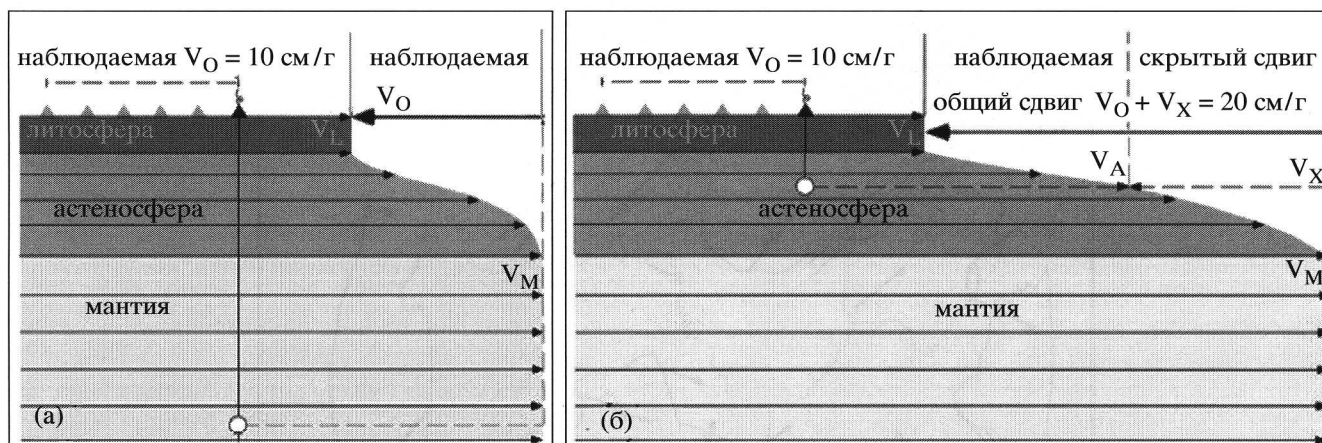 наблюдаемая V_O = 10 см/г
наблюдаемая
V_O
литосфера
V_L
астеносфера
V_M
мантия
(а)
наблюдаемая V_O = 10 см/г
наблюдаемая
скрытый сдвиг
общий сдвиг V_O + V_X = 20 см/г
литосфера
V_L
V_A
V_X
астеносфера
V_M
мантия
(б)